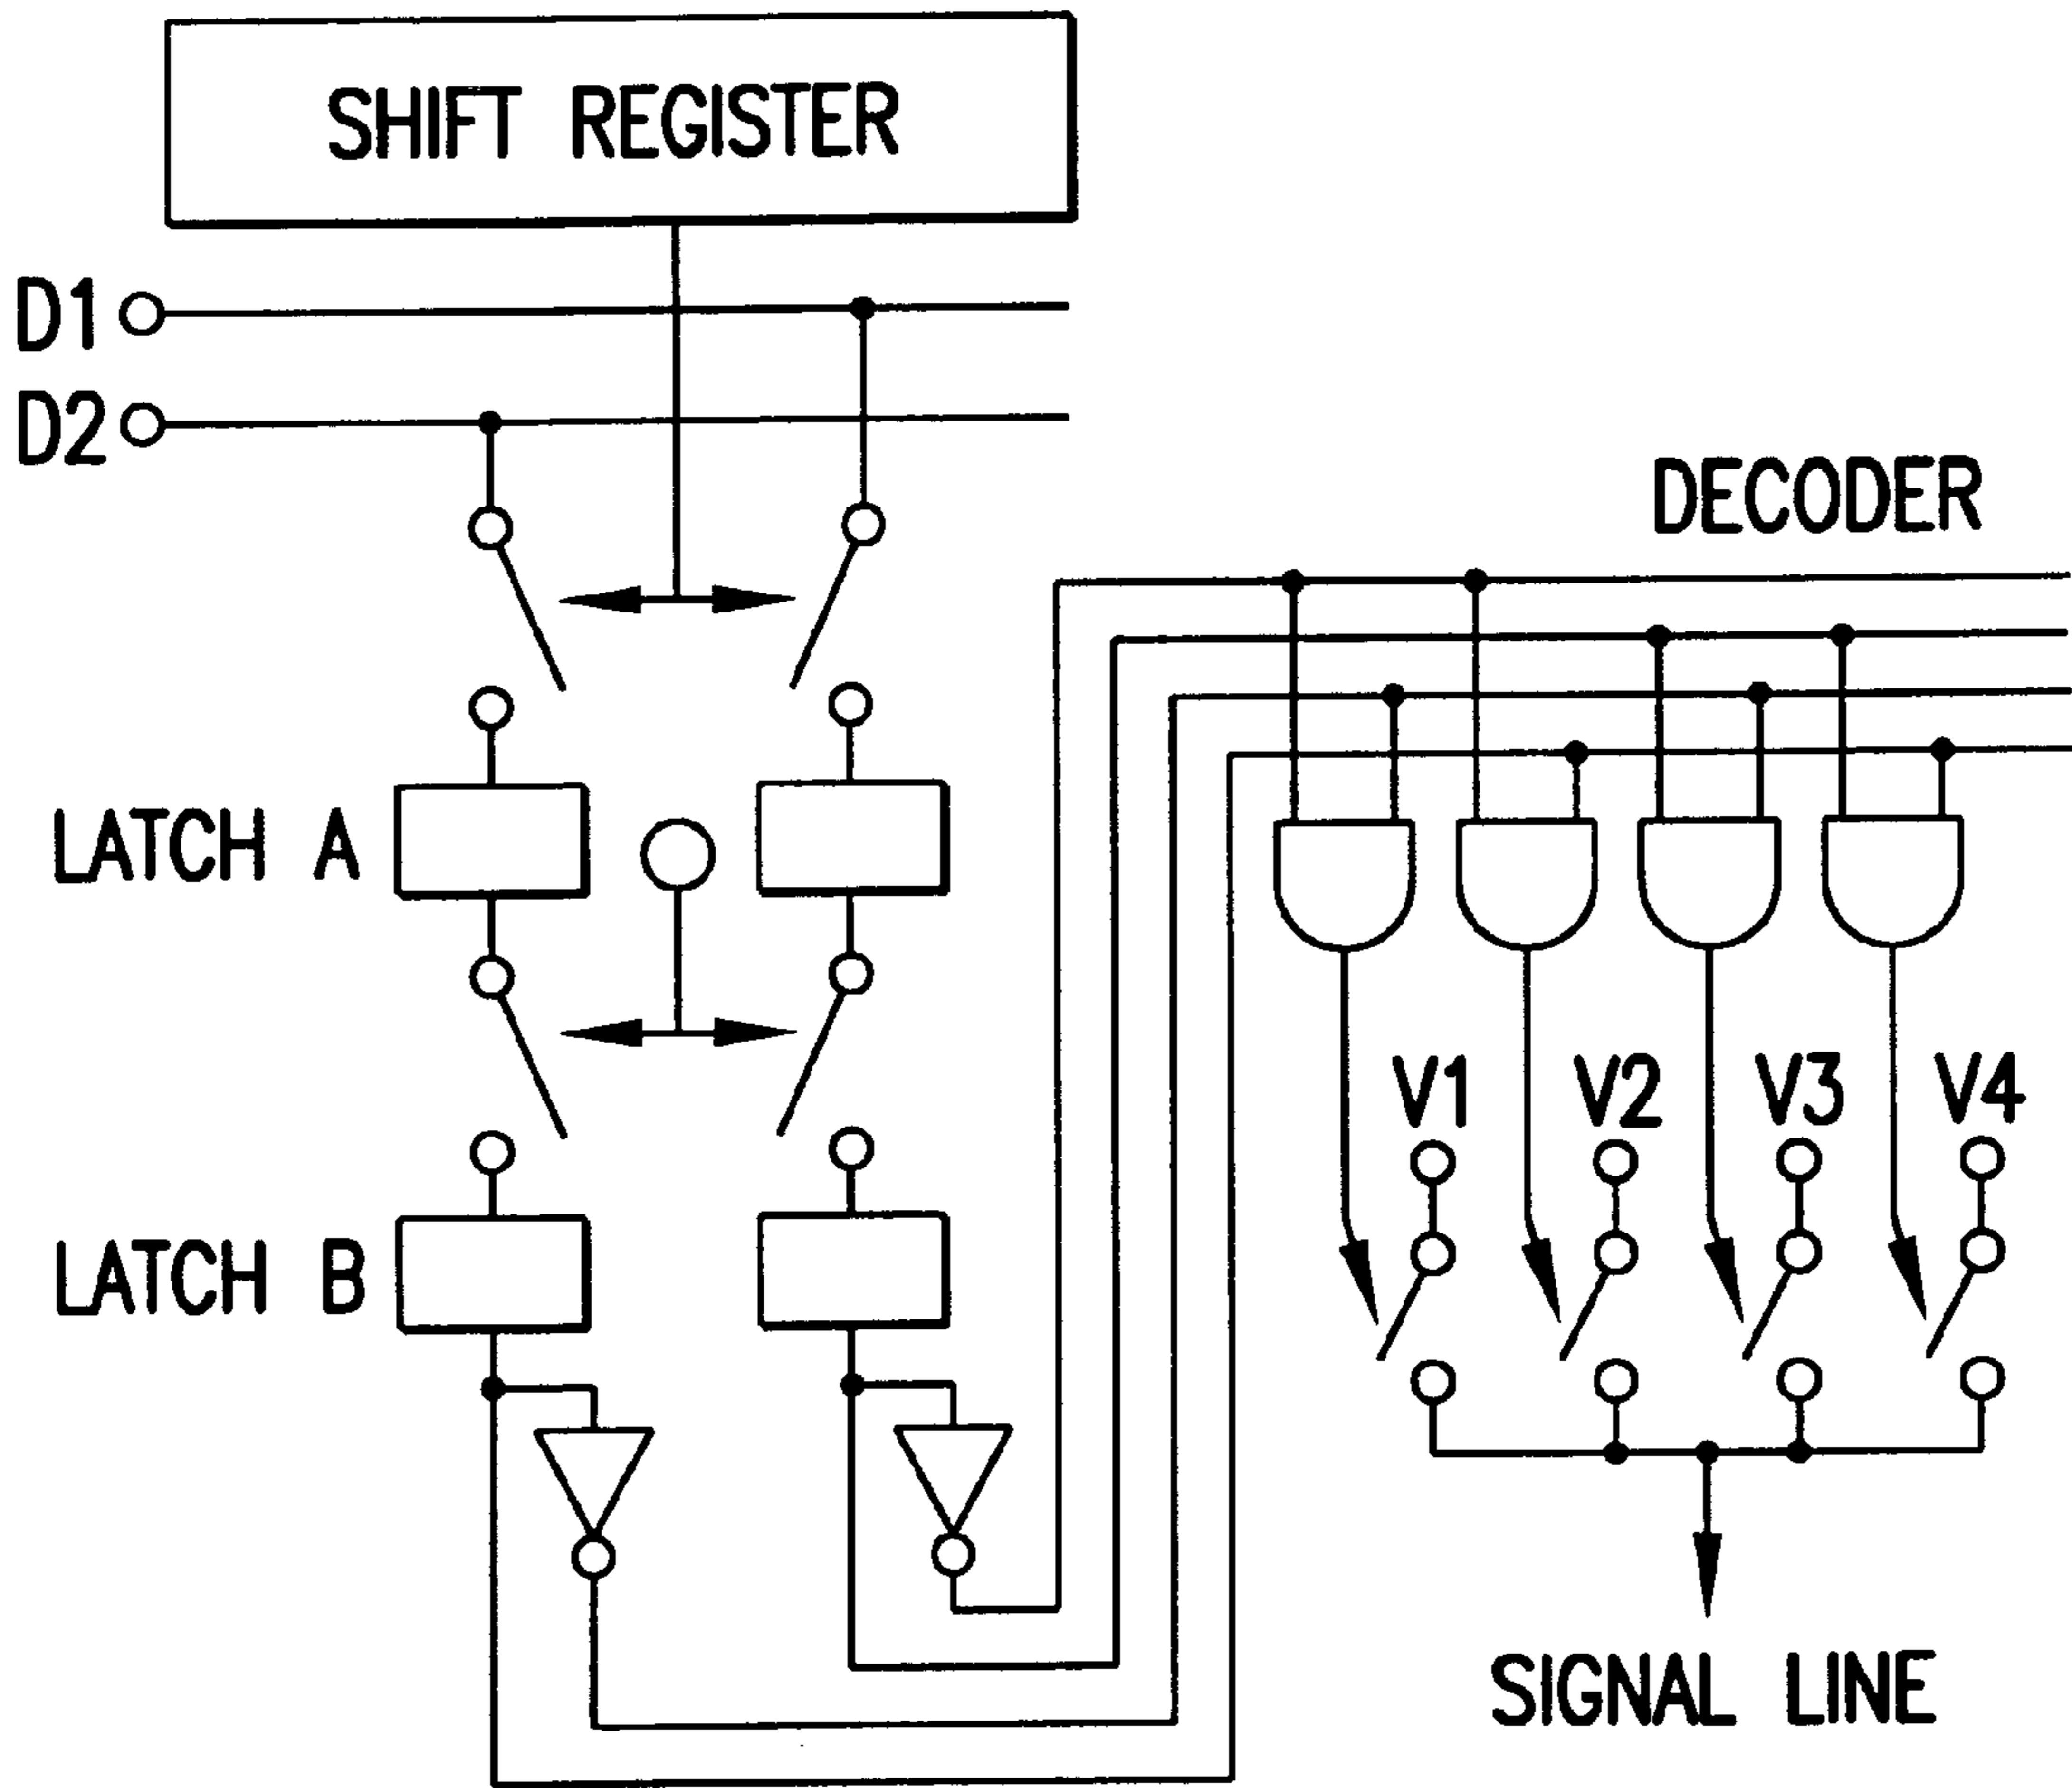 SHIFT REGISTER
D1
D2
DECODER
LATCH A
V1 V2 V3 V4
LATCH B
SIGNAL LINE